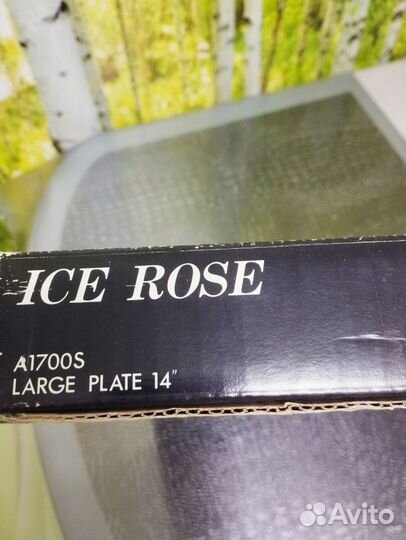 ICE ROSE
A1700S
LARGE PLATE 14"
Avito